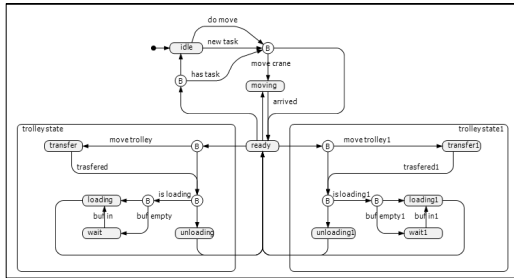 do move
idle
new task
B
move crane
has task
B
moving
arrived
trolley state
trolley state1
transfer
move trolley
B
ready
B
move trolley1
transfer1
trasfered
trasfered1
is loading
is loading1
loading
B
B
B
B
loading1
buf in
buf empty
buf empty1
buf in1
wait
unloading
unloading1
wait1